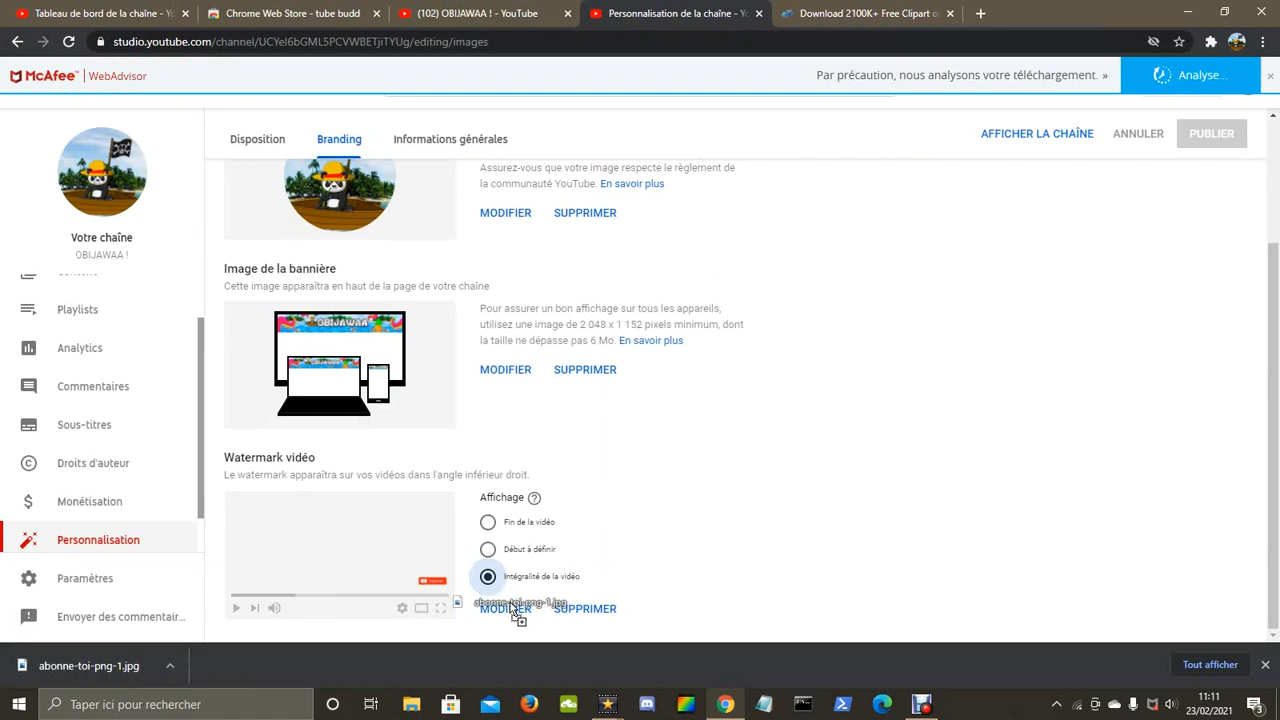 Tableau de bord de la chaîne - Yo
Chrome Web Store - subtitle
(102) OBIJAWAA ! - YouTube
Personnalisation de la chaîne - Yo
Download 2100K+ Free Clipart c
studio.youtube.com/channel/UCYel6bGML5PCVWBETjiTYUg/editing/images
McAfee | WebAdvisor
Par précaution, nous analysons votre téléchargement. »
Analyse...
Disposition
Branding
Informations générales
AFFICHER LA CHAÎNE
ANNULER
PUBLIER
Assurez-vous que votre image respecte le règlement de
la communauté YouTube. En savoir plus
MODIFIER
SUPPRIMER
Votre chaîne
OBIJAWAA !
Playlists
Analytics
Commentaires
Sous-titres
Droits d'auteur
Monétisation
Personnalisation
Paramètres
Envoyer des commentair...
Image de la bannière
Cette image apparaîtra en haut de la page de votre chaîne
OBIJAWAA
Pour assurer un bon affichage sur tous les appareils,
utilisez une image de 2 048 x 1 152 pixels minimum, dont
la taille ne dépasse pas 6 Mo. En savoir plus
MODIFIER
SUPPRIMER
Watermark vidéo
Le watermark apparaîtra sur vos vidéos dans l'angle inférieur droit.
Affichage
Fin de la vidéo
Début à définir
Intégralité de la vidéo
abonne-toi-png-1.jpg
MODIFIER
SUPPRIMER
abonne-toi-png-1.jpg
Tout afficher
Taper ici pour rechercher
11:11
23/02/2021